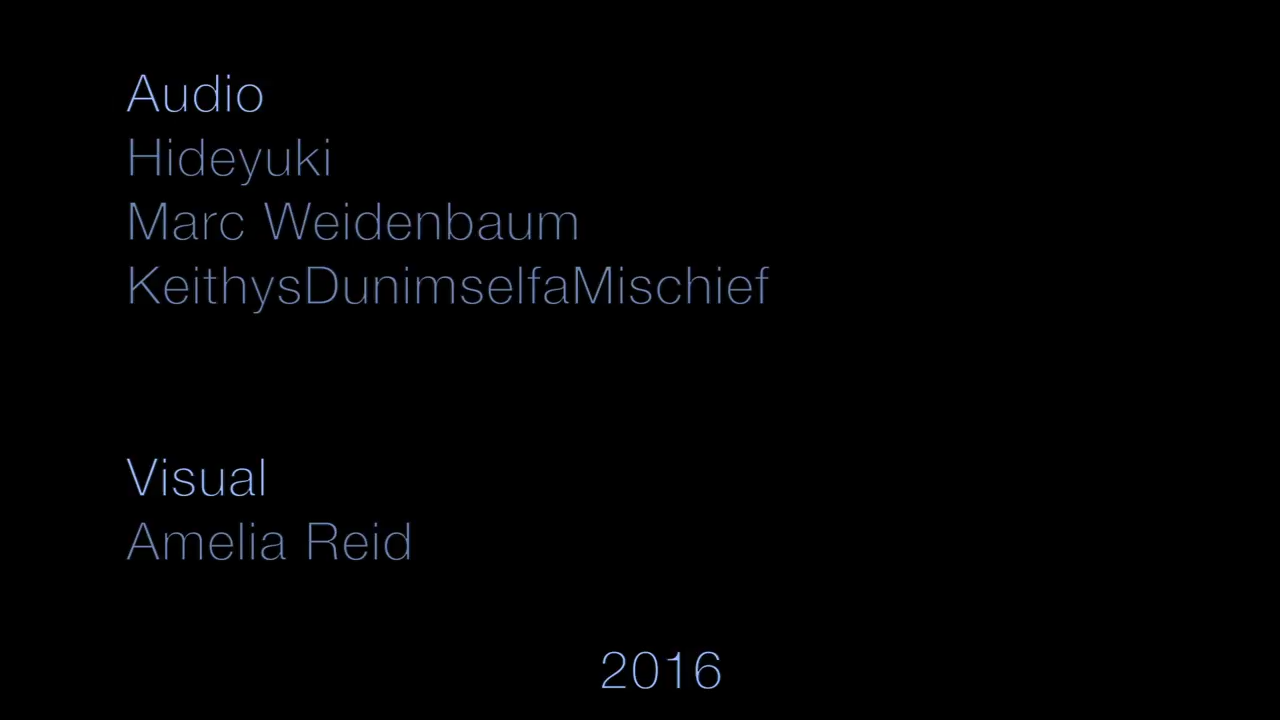 Audio
Hideyuki
Marc Weidenbaum
KeithysDunimselfaMischief
Visual
Amelia Reid
2016